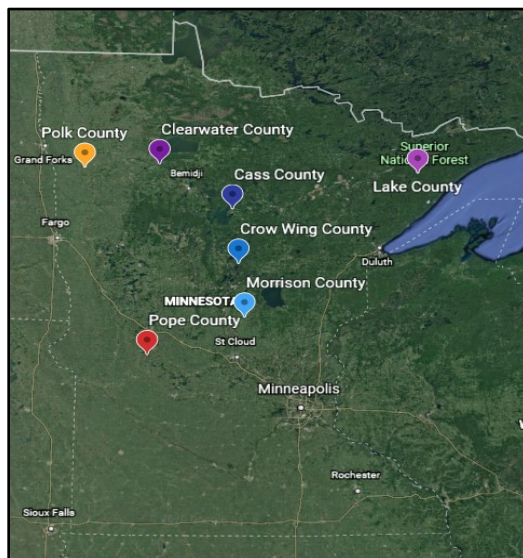 Polk County
Clearwater County
Superior
National Forest
Grand Forks
Bemidji
Cass County
Lake County
Fargo
Crow Wing County
Duluth
Morrison County
MINNESOTA
Pope County
St Cloud
Minneapolis
Rochester
Sioux Falls